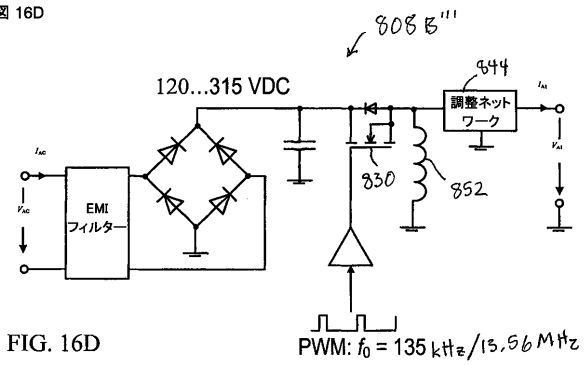 図 16D
808 B'''
120...315 VDC
844
I_A1
調整ネット
ワーク
I_AC
830
852
V_A1
V_AC
EMI
フィルター
FIG. 16D
PWM: f₀ = 135 kHz/13.56 MHz